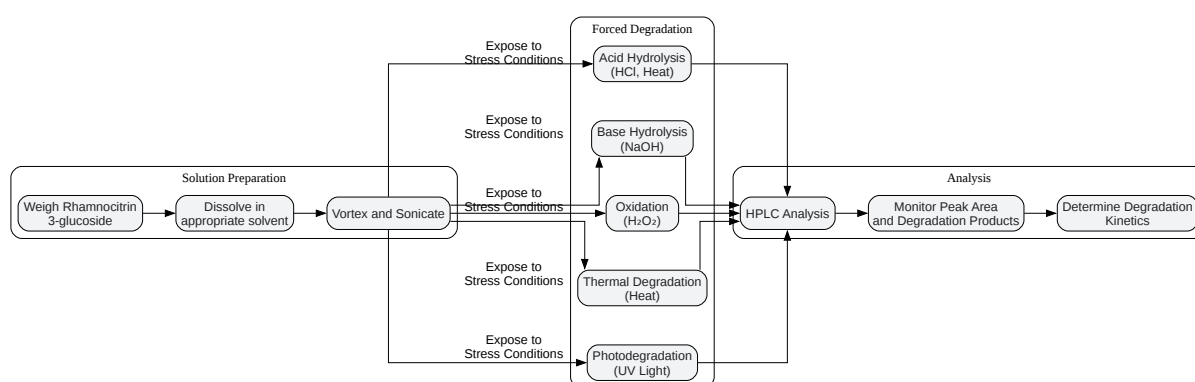 Solution Preparation
Weigh Rhamnocitrin
3-glucoside
Dissolve in
appropriate solvent
Vortex and Sonicate
Expose to
Stress Conditions
Expose to
Stress Conditions
Expose to
Stress Conditions
Expose to
Stress Conditions
Expose to
Stress Conditions
Forced Degradation
Acid Hydrolysis
(HCl, Heat)
Base Hydrolysis
(NaOH)
Oxidation
(H₂O₂)
Thermal Degradation
(Heat)
Photodegradation
(UV Light)
Analysis
HPLC Analysis
Monitor Peak Area
and Degradation Products
Determine Degradation
Kinetics